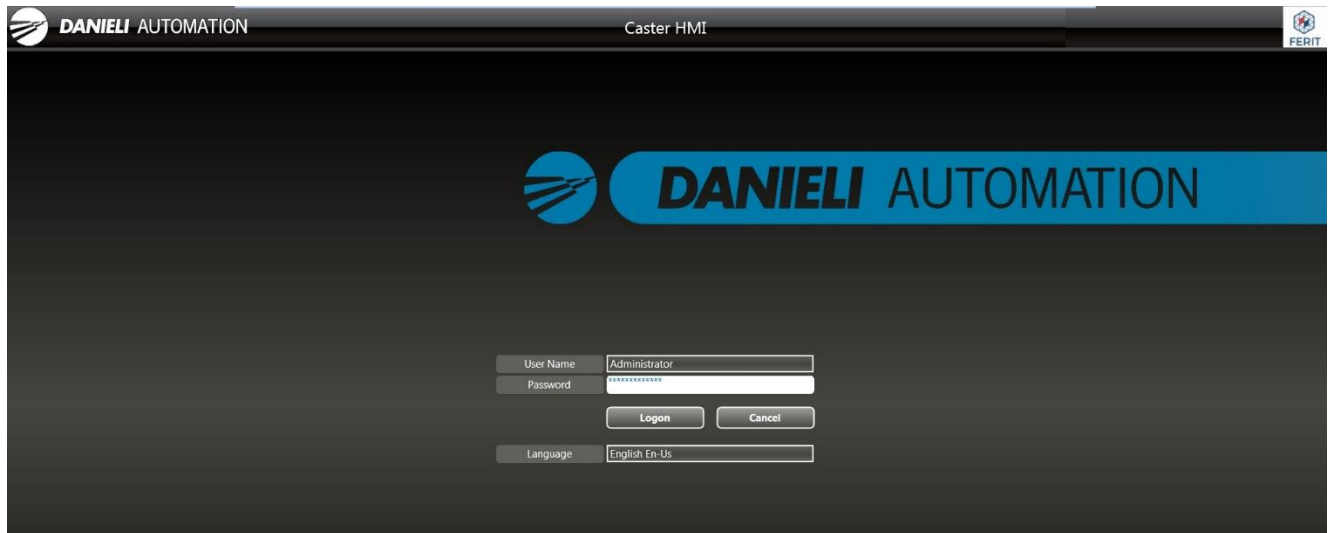 DANIELI AUTOMATION
Caster HMI
FERIT
DANIELI AUTOMATION
User Name
Administrator
Password
*************
Logon
Cancel
Language
English En-Us